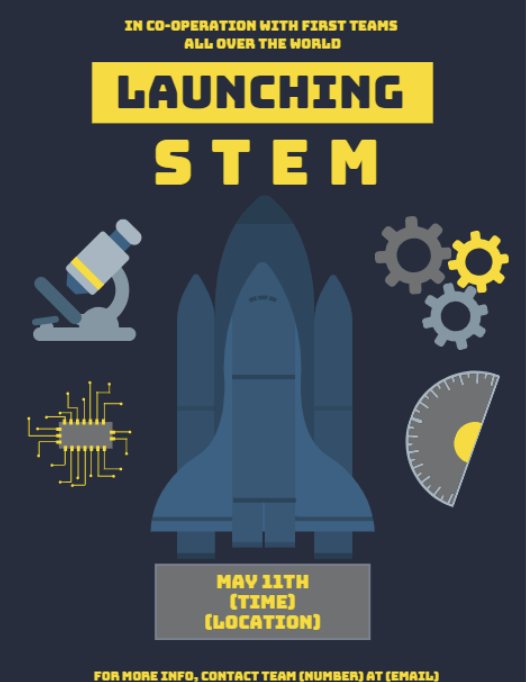 IN CO-OPERATION WITH FIRST TEAMS
ALL OVER THE WORLD
LAUNCHING
STEM
MAY 11TH
(TIME)
(LOCATION)
FOR MORE INFO, CONTACT TEAM (NUMBER) AT (EMAIL)